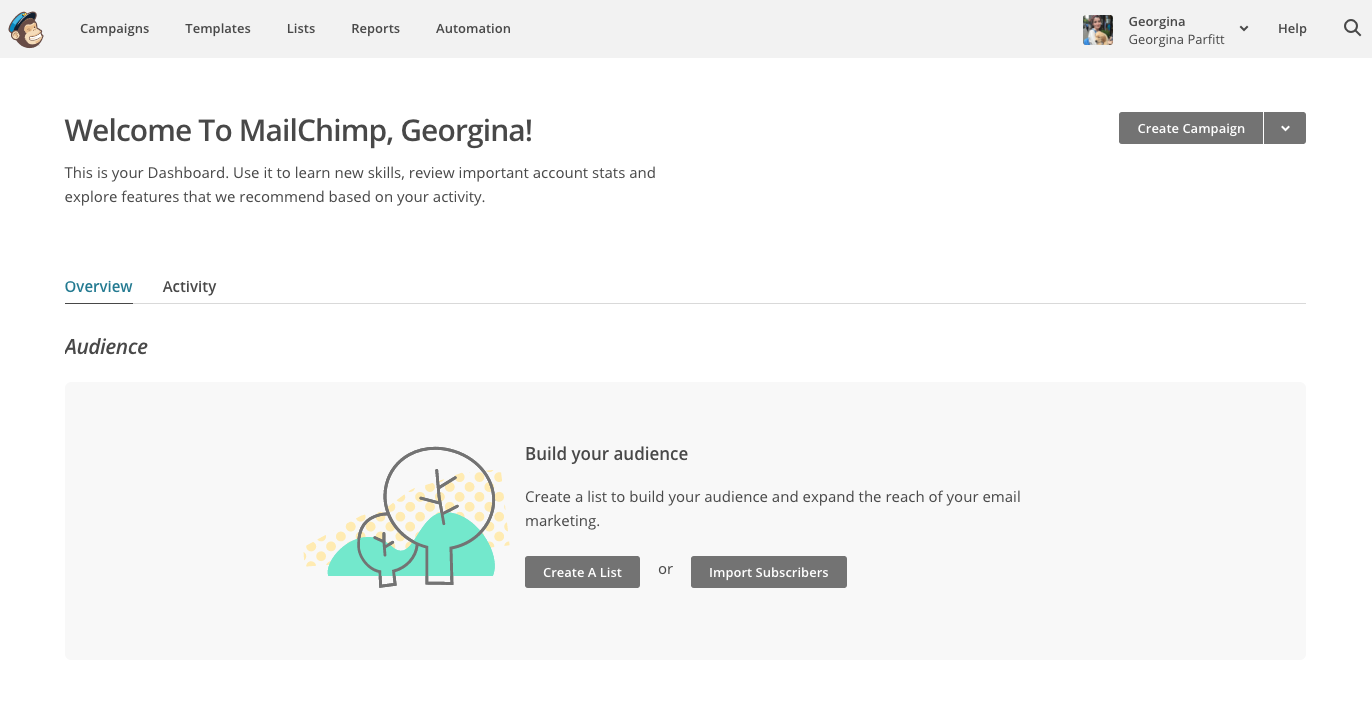 Campaigns Templates Lists Reports Automation
Georgina
Georgina Parfitt
Help
Welcome To MailChimp, Georgina!
Create Campaign
This is your Dashboard. Use it to learn new skills, review important account stats and
explore features that we recommend based on your activity.
Overview Activity
Audience
Build your audience
Create a list to build your audience and expand the reach of your email
marketing.
Create A List or Import Subscribers